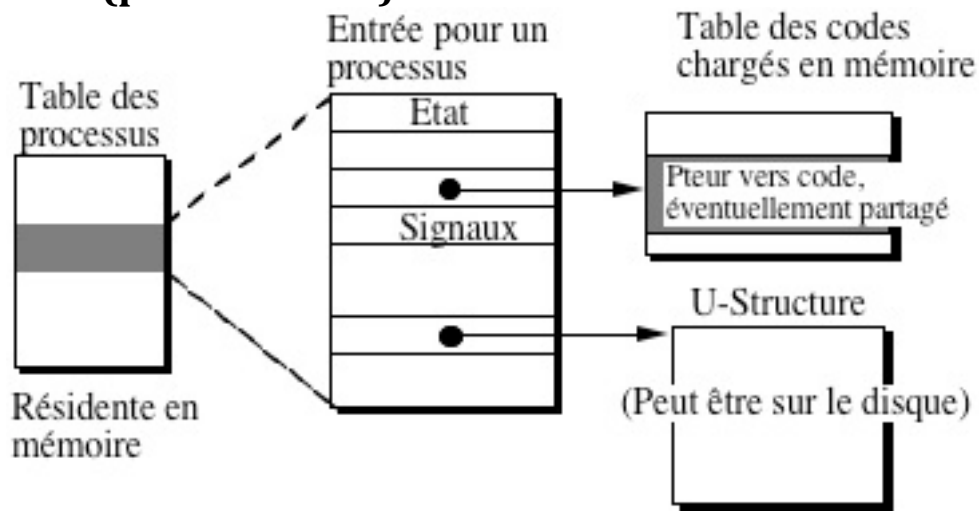 Entrée pour un
processus
Table des codes
chargés en mémoire
Table des
processus
Etat
Pteur vers code,
éventuellement partagé
Signaux
U-Structure
(Peut être sur le disque)
Résidente en
mémoire